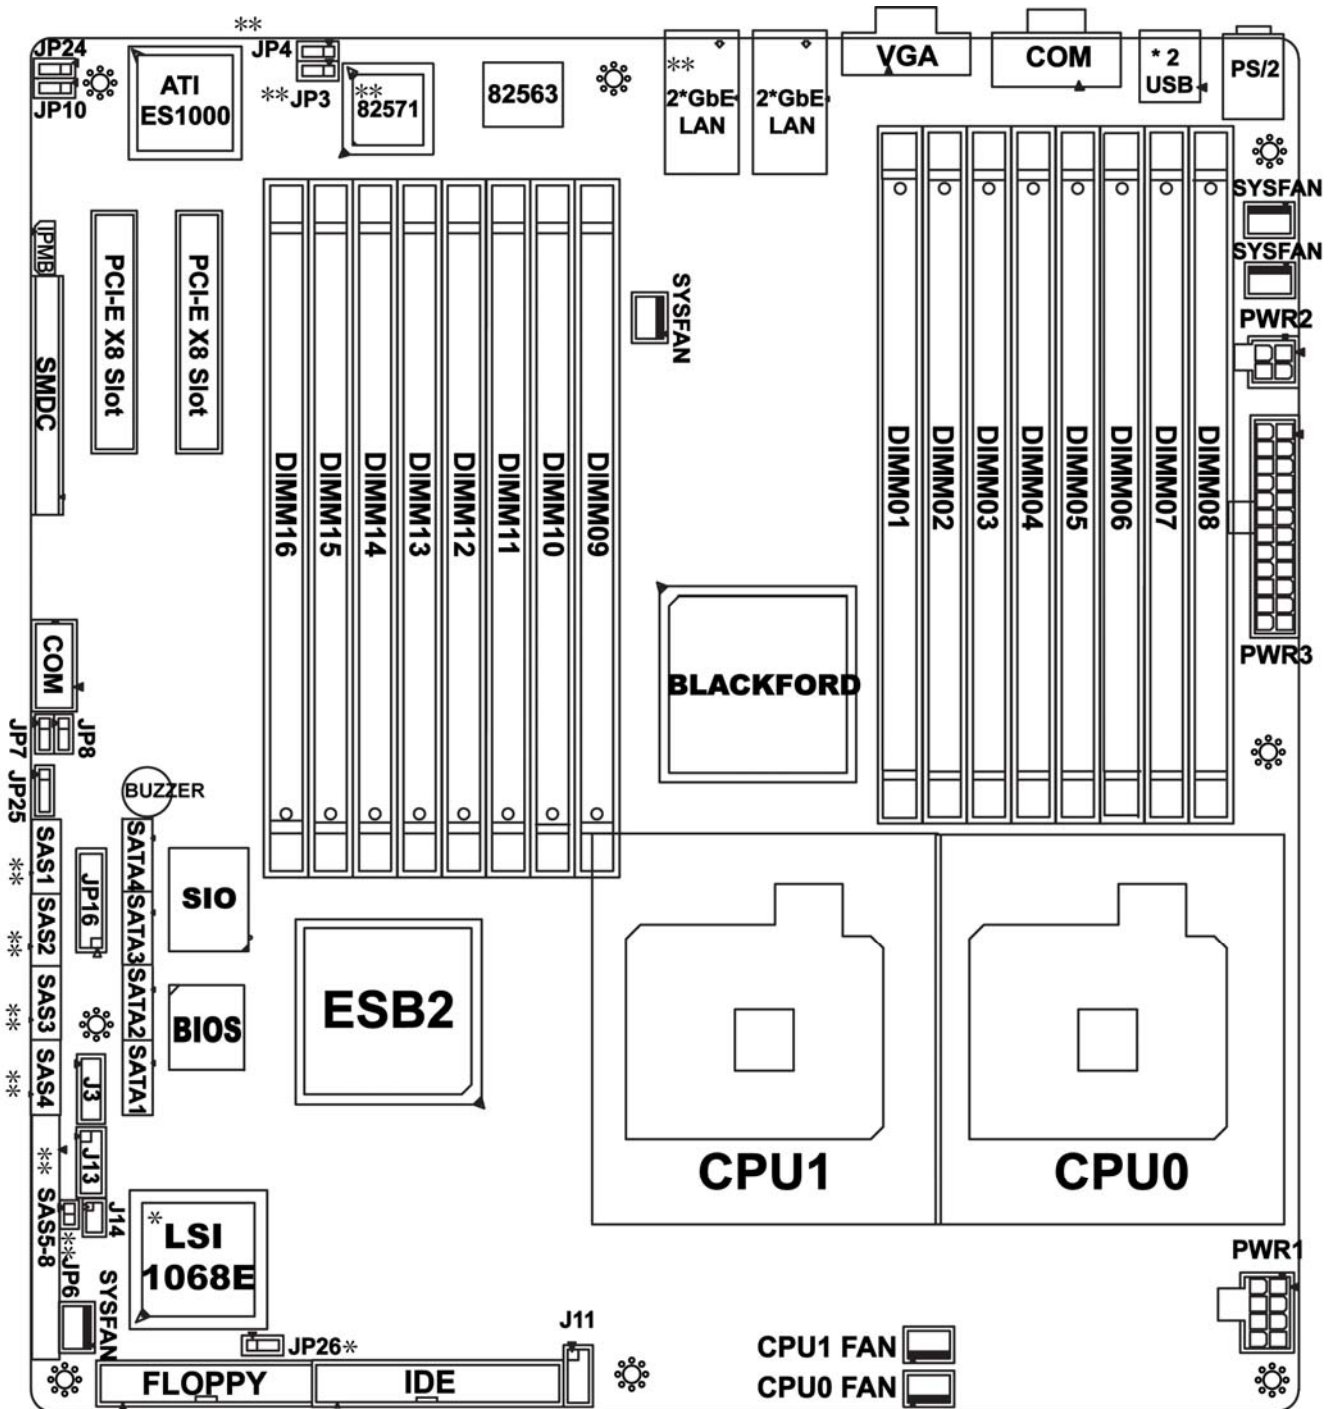 **
JP24
JP10
ATI
ES1000
JP4
**JP3
**
82571
82563
**
2*GbE
LAN
2*GbE
LAN
VGA
COM
* 2
USB
PS/2
SYSFAN
SYSFAN
PWR2
PWR3
IPMB
SMDC
PCI-E X8 Slot
PCI-E X8 Slot
SYSFAN
DIMM16
DIMM15
DIMM14
DIMM13
DIMM12
DIMM11
DIMM10
DIMM09
DIMM01
DIMM02
DIMM03
DIMM04
DIMM05
DIMM06
DIMM07
DIMM08
BLACKFORD
COM
JP7
JP8
JP25
BUZZER
SAS1
**
SAS2
**
SAS3
**
SAS4
**
JP16
SATA4
SATA3
SATA2
SATA1
SIO
BIOS
ESB2
J3
J13
J14
** SAS5-8
**JP6
SYSFAN
*LSI
1068E
JP26*
J11
FLOPPY
IDE
CPU1
CPU0
PWR1
CPU1 FAN
CPU0 FAN